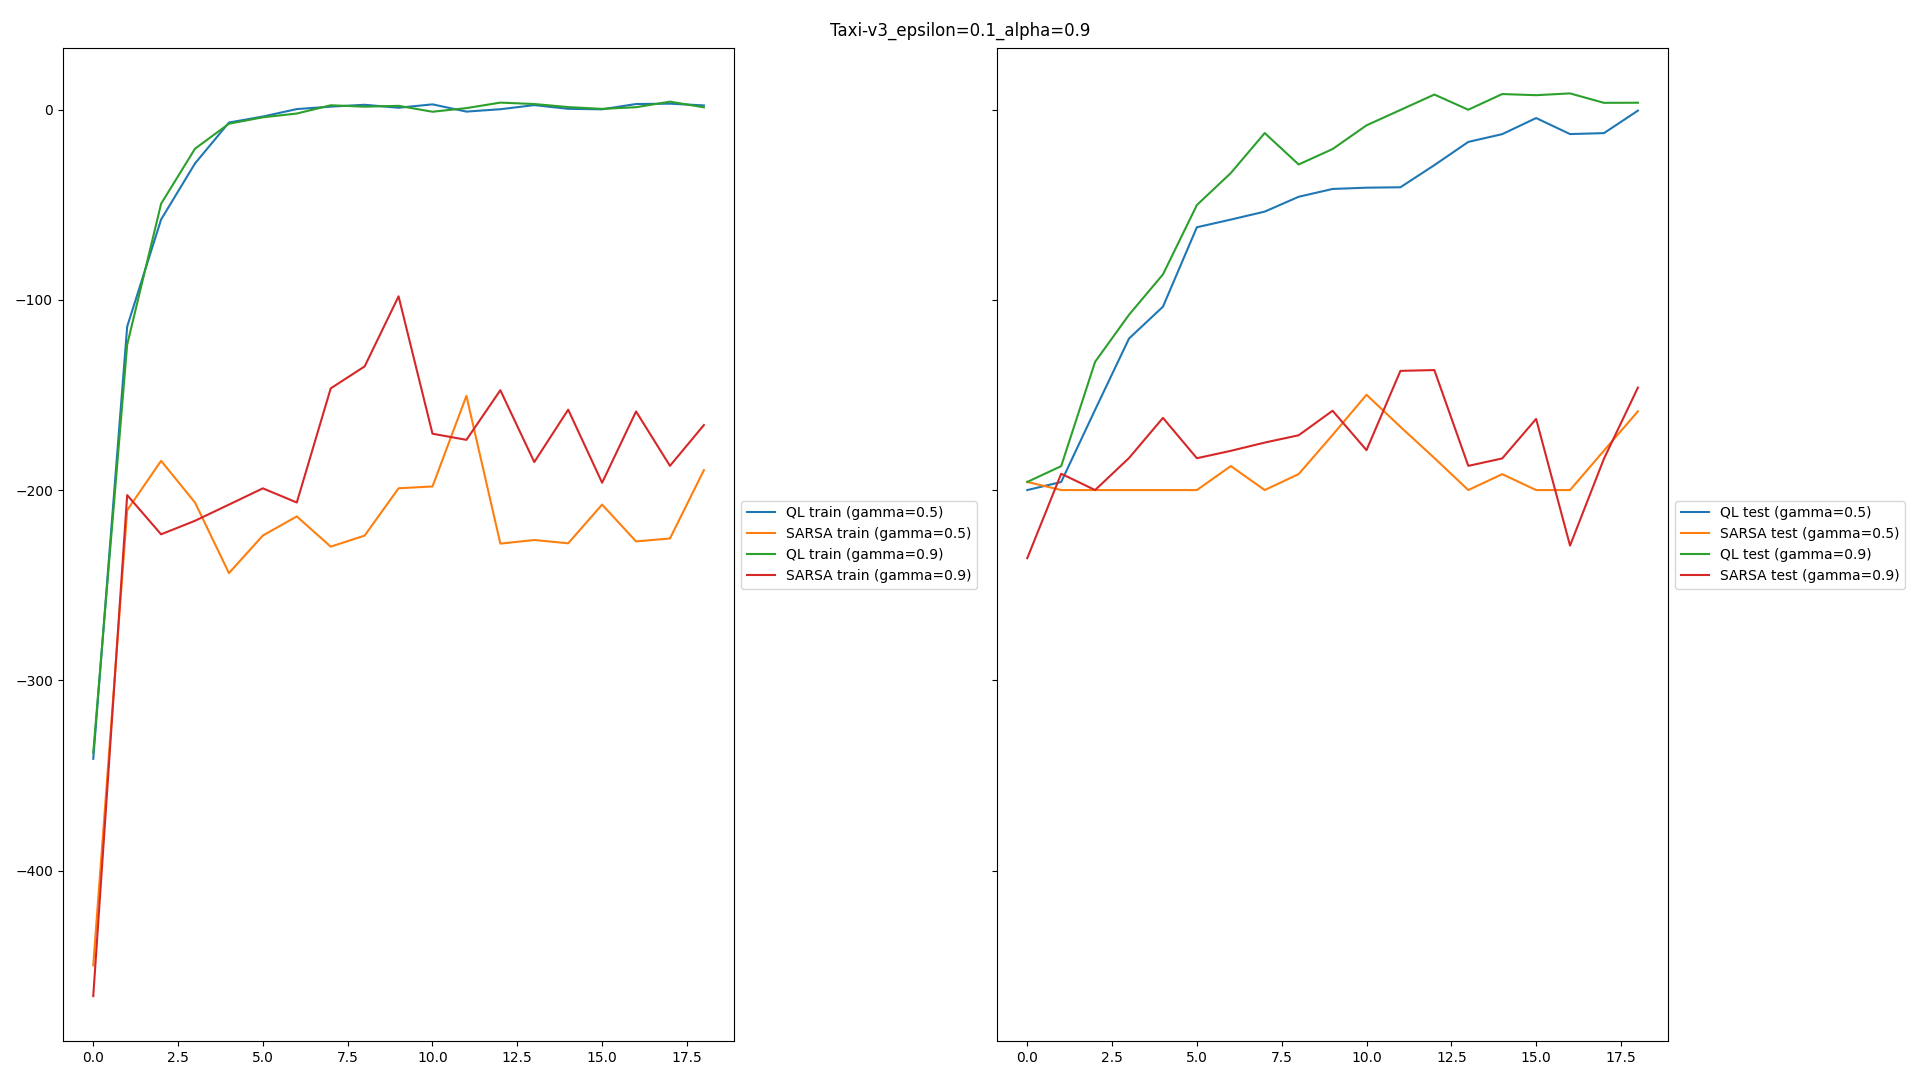 Taxi-v3_epsilon=0.1_alpha=0.9
0
−100
−200
−300
−400
0.0 2.5 5.0 7.5 10.0 12.5 15.0 17.5
QL train (gamma=0.5)
SARSA train (gamma=0.5)
QL train (gamma=0.9)
SARSA train (gamma=0.9)
0.0 2.5 5.0 7.5 10.0 12.5 15.0 17.5
QL test (gamma=0.5)
SARSA test (gamma=0.5)
QL test (gamma=0.9)
SARSA test (gamma=0.9)